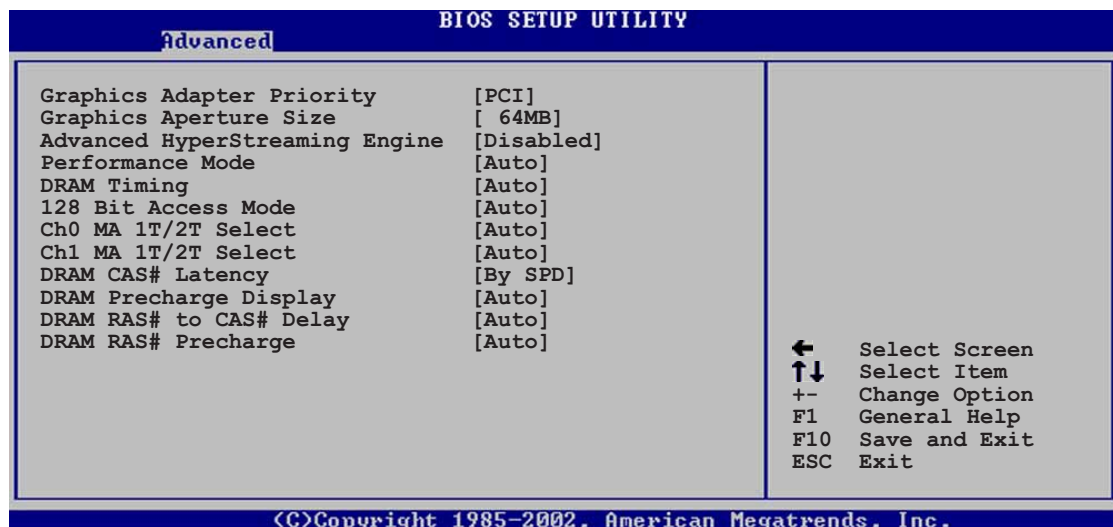 BIOS SETUP UTILITY
Advanced
Graphics Adapter Priority [PCI]
Graphics Aperture Size [ 64MB]
Advanced HyperStreaming Engine [Disabled]
Performance Mode [Auto]
DRAM Timing [Auto]
128 Bit Access Mode [Auto]
Ch0 MA 1T/2T Select [Auto]
Ch1 MA 1T/2T Select [Auto]
DRAM CAS# Latency [By SPD]
DRAM Precharge Display [Auto]
DRAM RAS# to CAS# Delay [Auto]
DRAM RAS# Precharge [Auto]
← Select Screen
↑↓ Select Item
+- Change Option
F1 General Help
F10 Save and Exit
ESC Exit
(C)Copyright 1985-2002, American Megatrends, Inc.